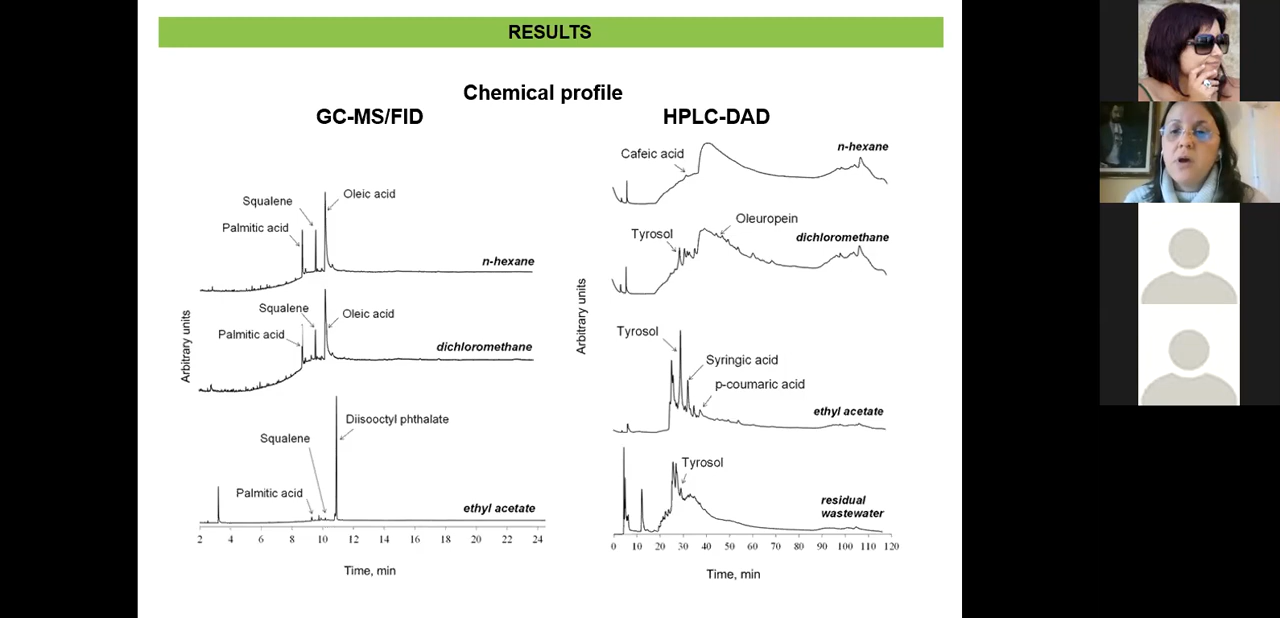 RESULTS
Chemical profile
GC-MS/FID
Squalene
Oleic acid
Palmitic acid
n-hexane
Squalene
Oleic acid
Palmitic acid
dichloromethane
Diisooctyl phthalate
Squalene
Palmitic acid
ethyl acetate
Arbitrary units
2 4 6 8 10 12 14 16 18 20 22 24
Time, min
HPLC-DAD
Cafeic acid
n-hexane
Oleuropein
Tyrosol
dichloromethane
Tyrosol
Syringic acid
p-coumaric acid
ethyl acetate
Tyrosol
residual
wastewater
Arbitrary units
0 10 20 30 40 50 60 70 80 90 100 110 120
Time, min